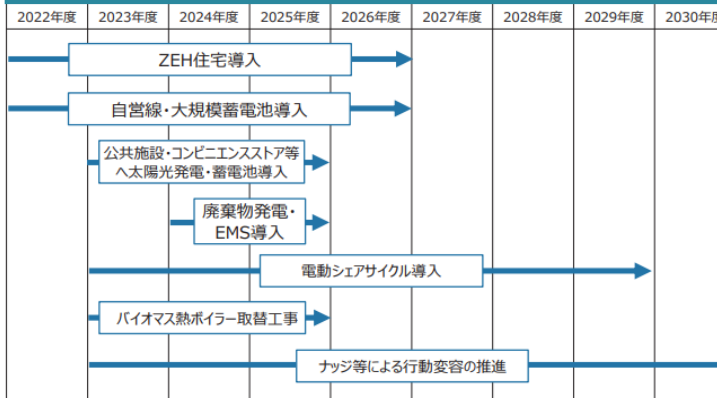 2022年度 2023年度 2024年度 2025年度 2026年度 2027年度 2028年度 2029年度 2030年度
ZEH住宅導入
自営線・大規模蓄電池導入
公共施設・コンビニエンスストア等
へ太陽光発電・蓄電池導入
廃棄物発電・
EMS導入
電動シェアサイクル導入
バイオマス熱ボイラー取替工事
ナッジ等による行動変容の推進